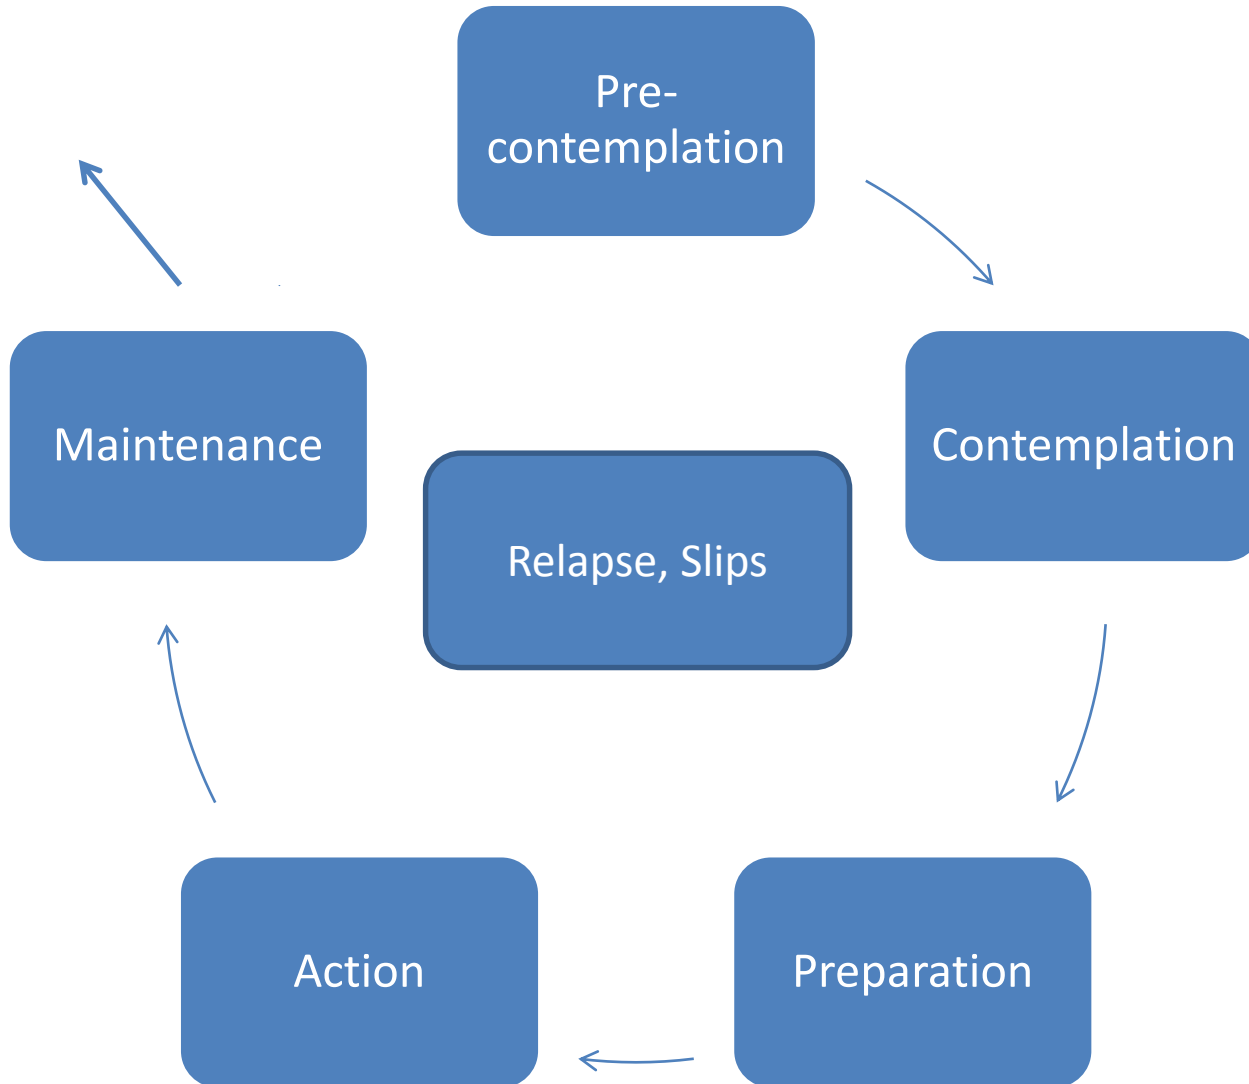 Pre-
contemplation
Maintenance
Contemplation
Relapse, Slips
Action
Preparation